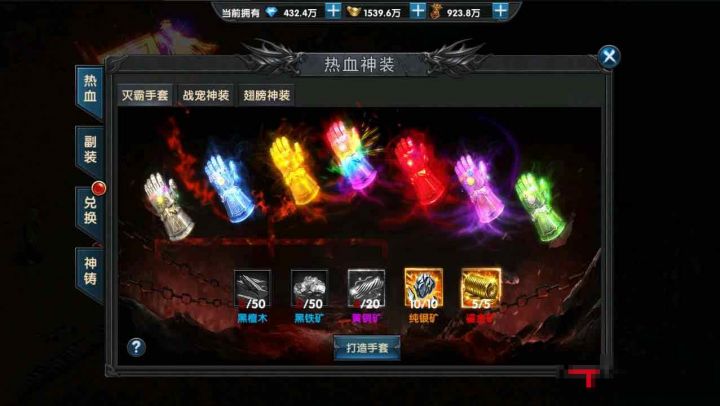 当前拥有 432.4万 1539.6万 923.8万
热血神装
热血
副装
兑换
神铸
灭霸手套 战宠神装 翅膀神装
/50 /50 /20 10/10 5/5
黑檀木 黑铁矿 黄铜矿 纯银矿
? 打造手套